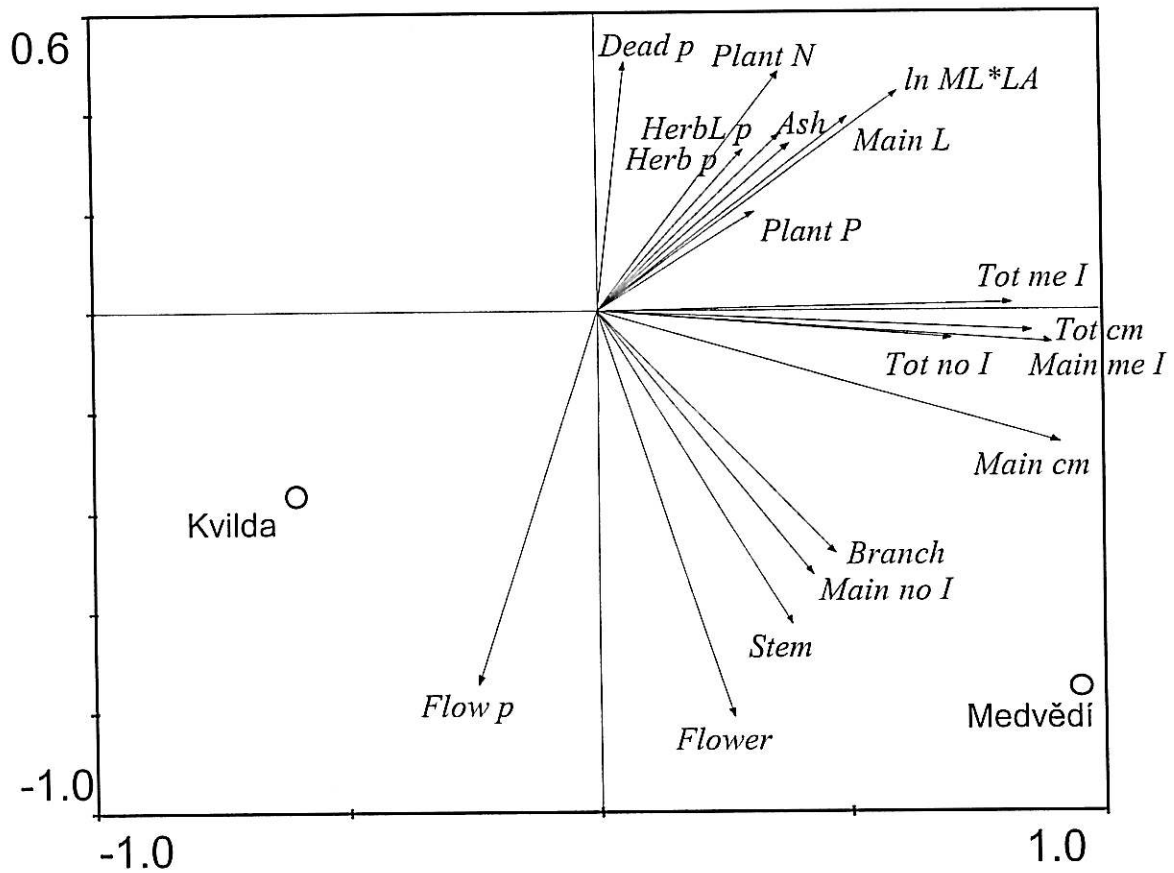 0.6
Dead p
Plant N
ln ML*LA
HerbL p
Ash
Main L
Herb p
Plant P
Tot me I
Tot cm
Tot no I
Main me I
Main cm
Kvilda
Branch
Main no I
Stem
Flow p
Flower
Medvědí
-1.0
-1.0
1.0